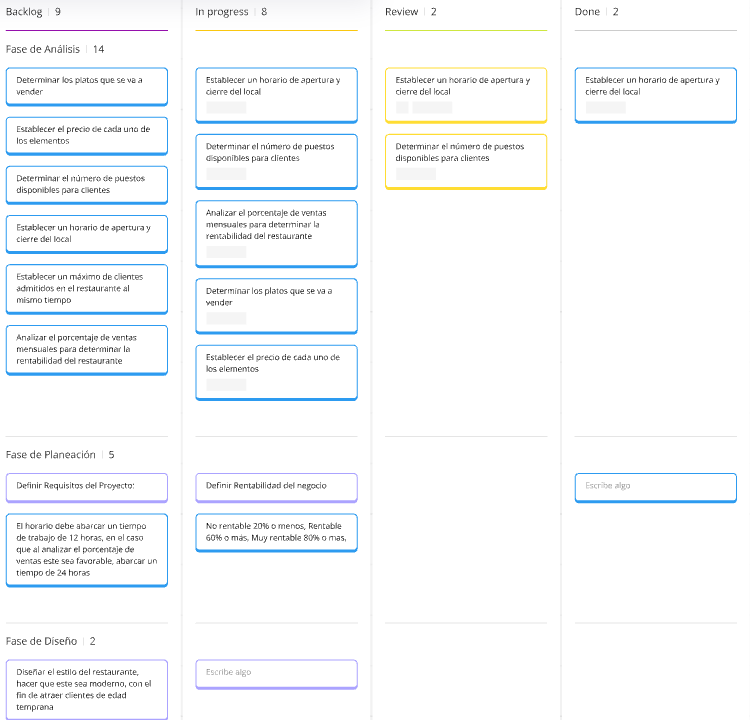 Backlog | 9
In progress | 8
Review | 2
Done | 2
Fase de Análisis | 14
Determinar los platos que se va a
vender
Establecer el precio de cada uno de
los elementos
Determinar el número de puestos
disponibles para clientes
Establecer un horario de apertura y
cierre del local
Establecer un máximo de clientes
admitidos en el restaurante al
mismo tiempo
Analizar el porcentaje de ventas
mensuales para determinar la
rentabilidad del restaurante
Establecer un horario de apertura y
cierre del local
Determinar el número de puestos
disponibles para clientes
Analizar el porcentaje de ventas
mensuales para determinar la
rentabilidad del restaurante
Determinar los platos que se va a
vender
Establecer el precio de cada uno de
los elementos
Establecer un horario de apertura y
cierre del local
Determinar el número de puestos
disponibles para clientes
Establecer un horario de apertura y
cierre del local
Fase de Planeación | 5
Definir Requisitos del Proyecto:
El horario debe abarcar un tiempo
de trabajo de 12 horas, en el caso
que al analizar el porcentaje de
ventas este sea favorable, abarcar un
tiempo de 24 horas
Definir Rentabilidad del negocio
No rentable 20% o menos, Rentable
60% o más, Muy rentable 80% o mas.
Escribe algo
Fase de Diseño | 2
Diseñar el estilo del restaurante,
hacer que este sea moderno, con el
fin de atraer clientes de edad
temprana
Escribe algo